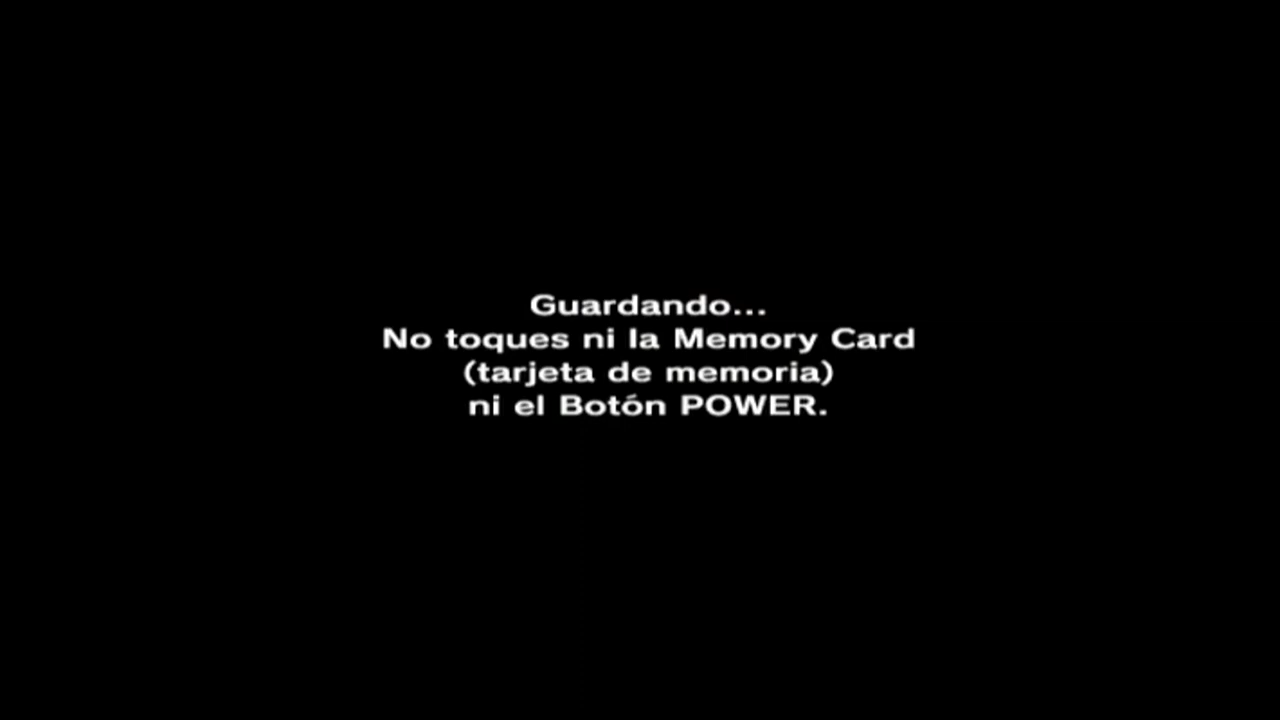 Guardando...
No toques ni la Memory Card
(tarjeta de memoria)
ni el Botón POWER.